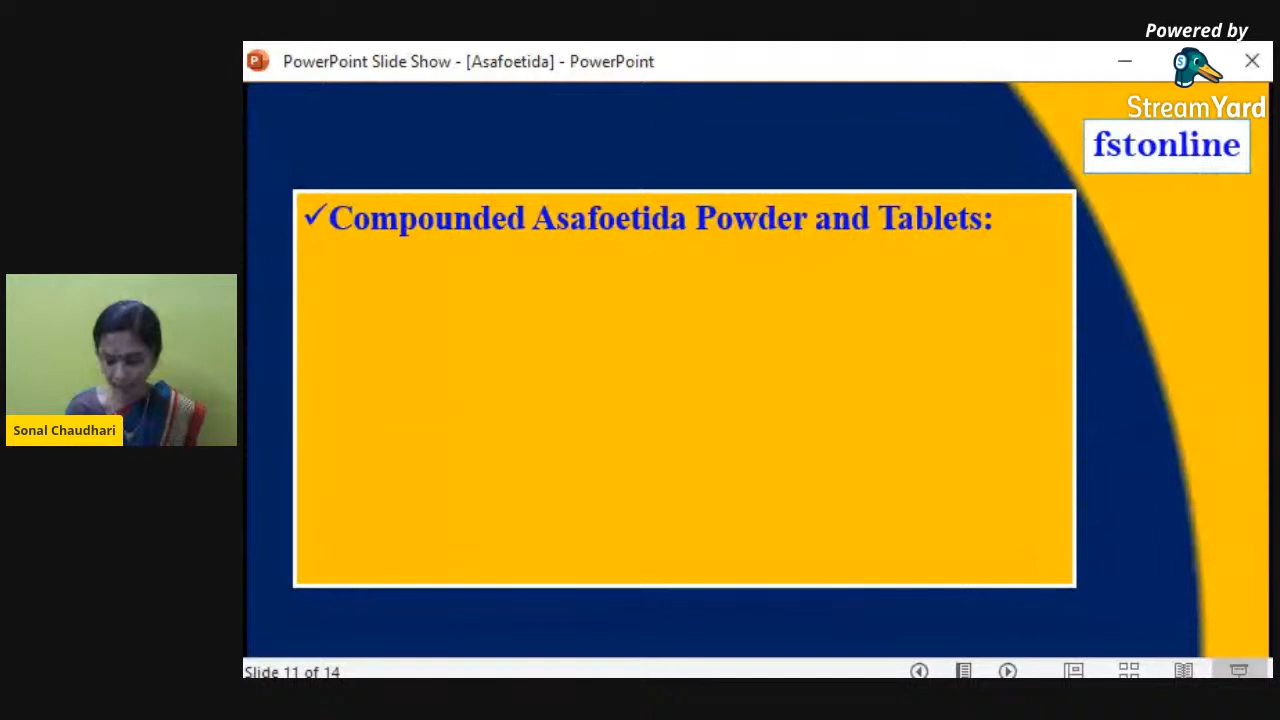 Powered by
PowerPoint Slide Show - [Asafoetida] - PowerPoint
StreamYard
fstonline
✓Compounded Asafoetida Powder and Tablets:
Sonal Chaudhari
Slide 11 of 14